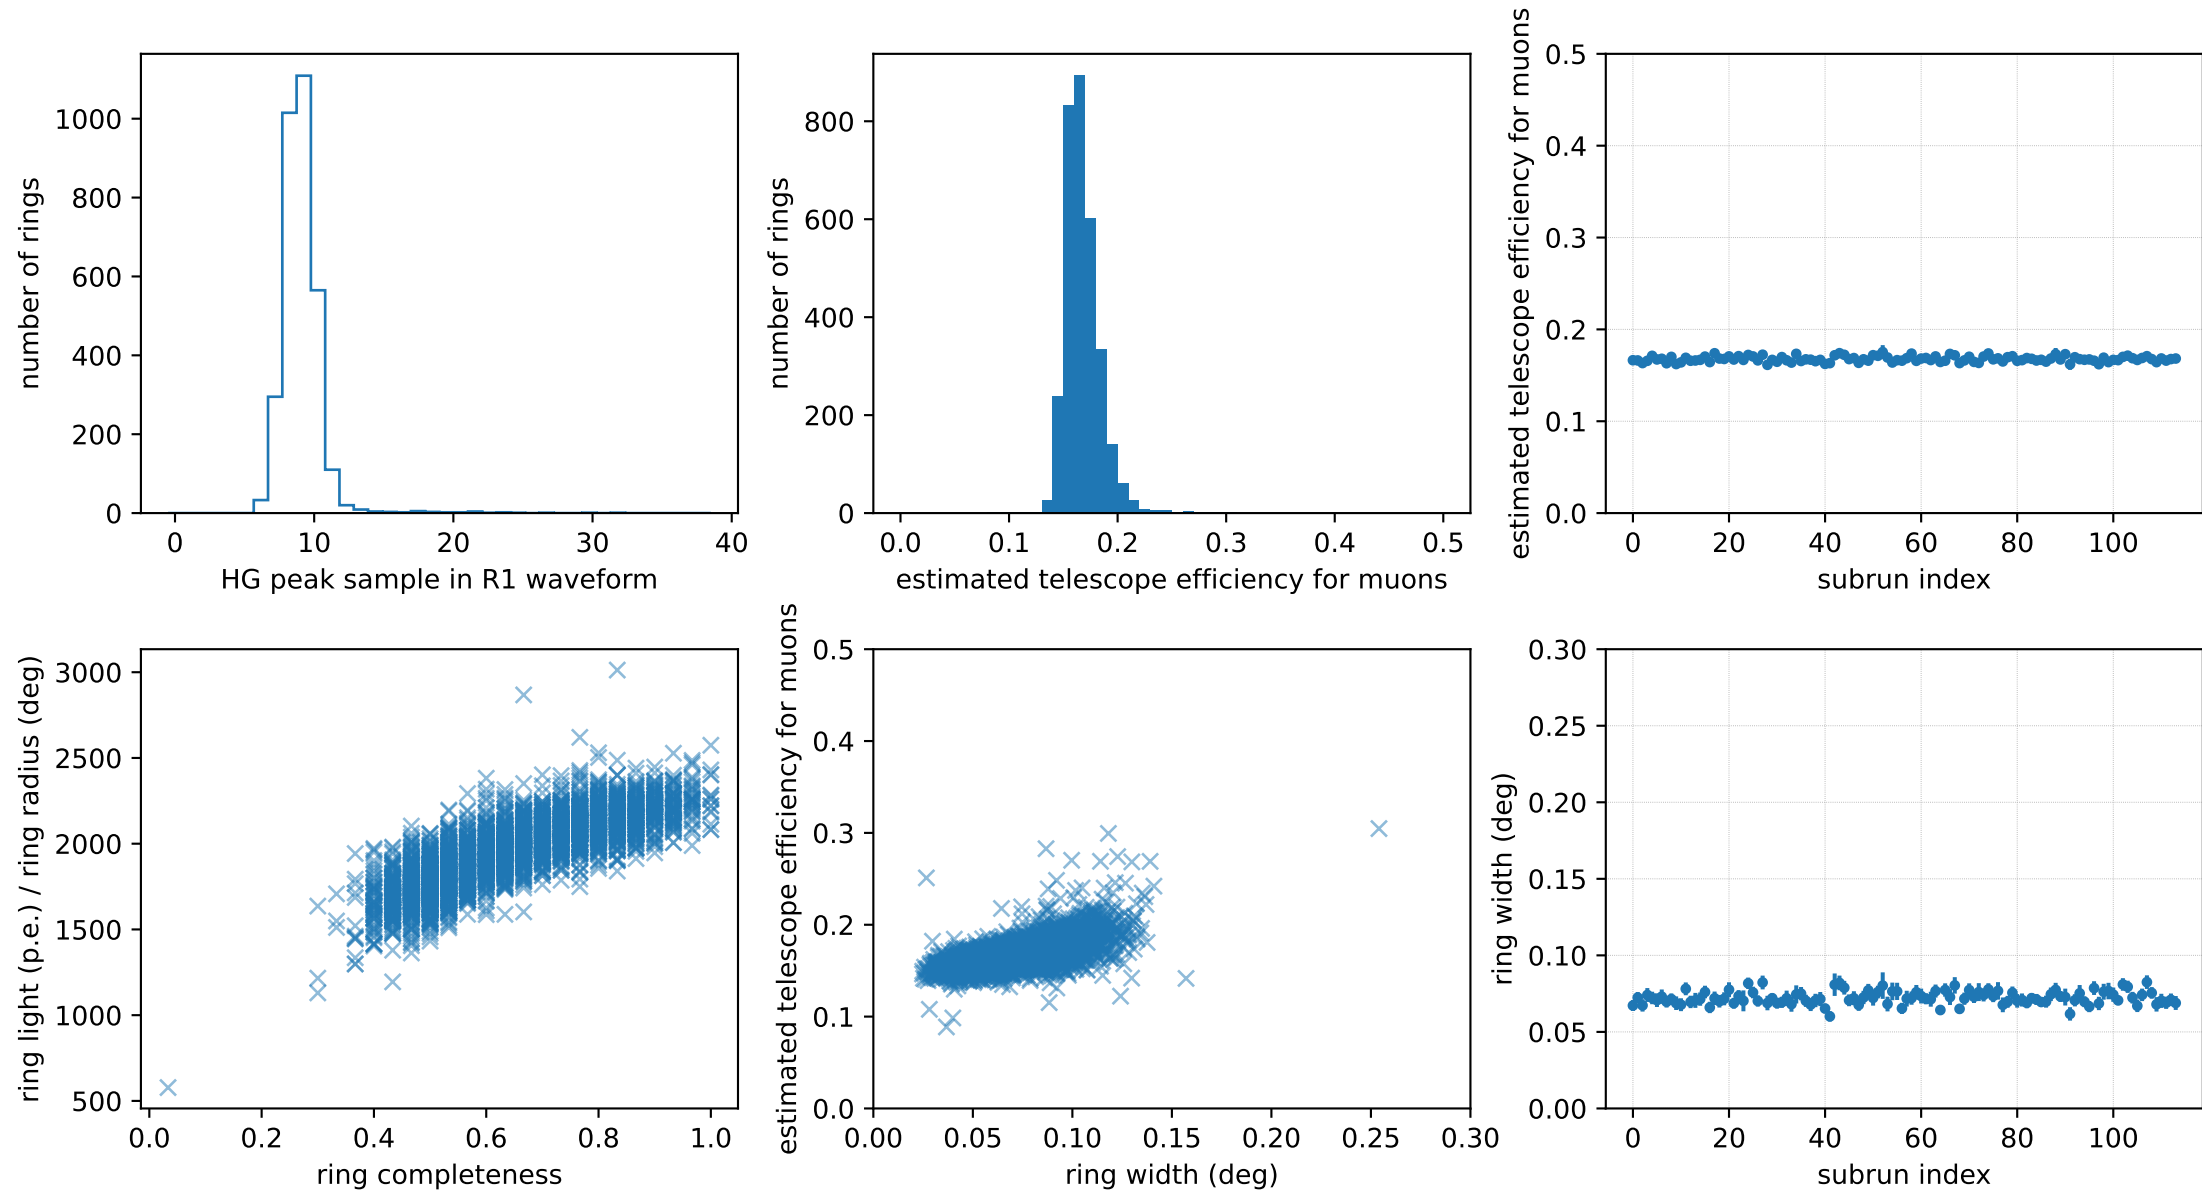 number of rings
1000
800
600
400
200
0
0 10 20 30 40
HG peak sample in R1 waveform
number of rings
800
600
400
200
0
0.0 0.1 0.2 0.3 0.4 0.5
estimated telescope efficiency for muons
estimated telescope efficiency for muons
0.5
0.4
0.3
0.2
0.1
0.0
0 20 40 60 80 100
subrun index
ring light (p.e.) / ring radius (deg)
3000
2500
2000
1500
1000
500
0.0 0.2 0.4 0.6 0.8 1.0
ring completeness
estimated telescope efficiency for muons
0.5
0.4
0.3
0.2
0.1
0.0
0.00 0.05 0.10 0.15 0.20 0.25 0.30
ring width (deg)
ring width (deg)
0.30
0.25
0.20
0.15
0.10
0.05
0.00
0 20 40 60 80 100
subrun index